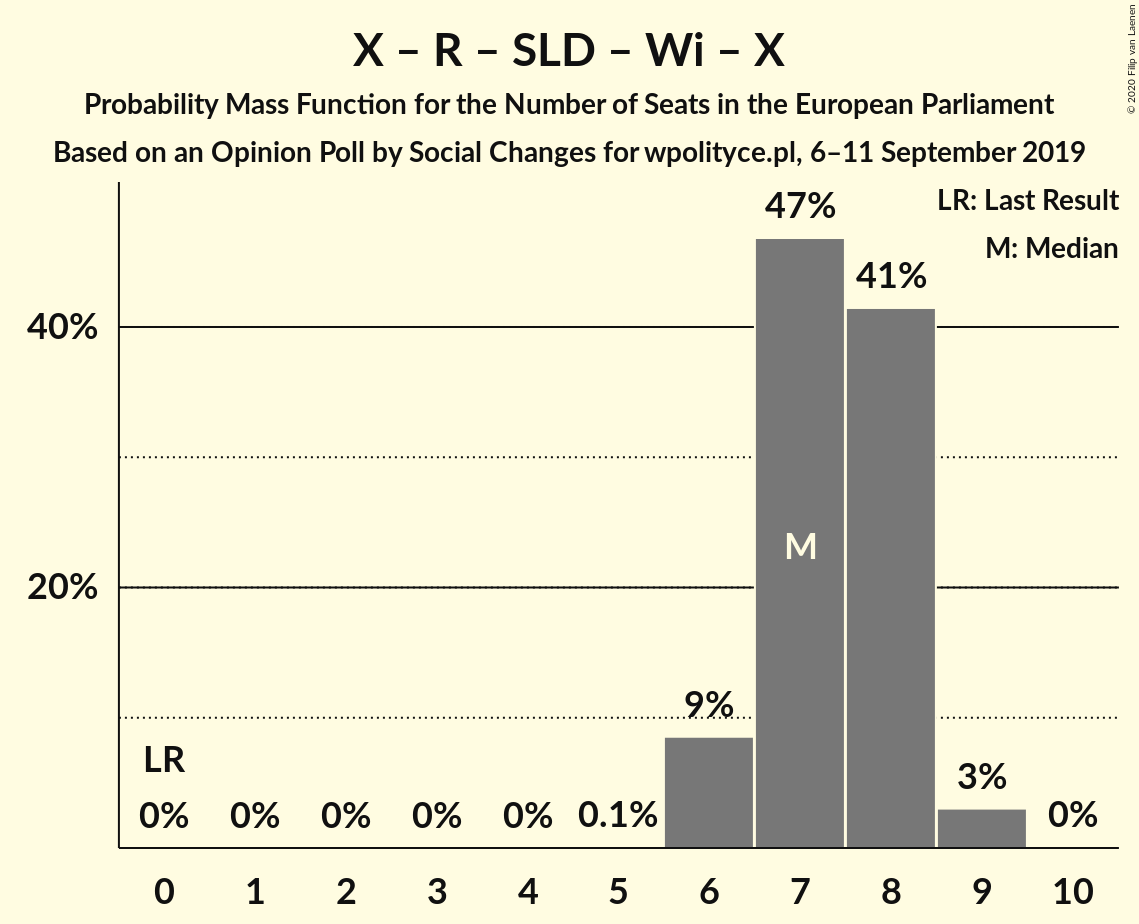 X – R – SLD – Wi – X
Probability Mass Function for the Number of Seats in the European Parliament
Based on an Opinion Poll by Social Changes for wpolityce.pl, 6–11 September 2019
© 2020 Filip van Laenen
LR: Last Result
M: Median
47%
41%
40%
M
20%
9%
LR
3%
0% 0% 0% 0% 0% 0.1% 0%
0 1 2 3 4 5 6 7 8 9 10